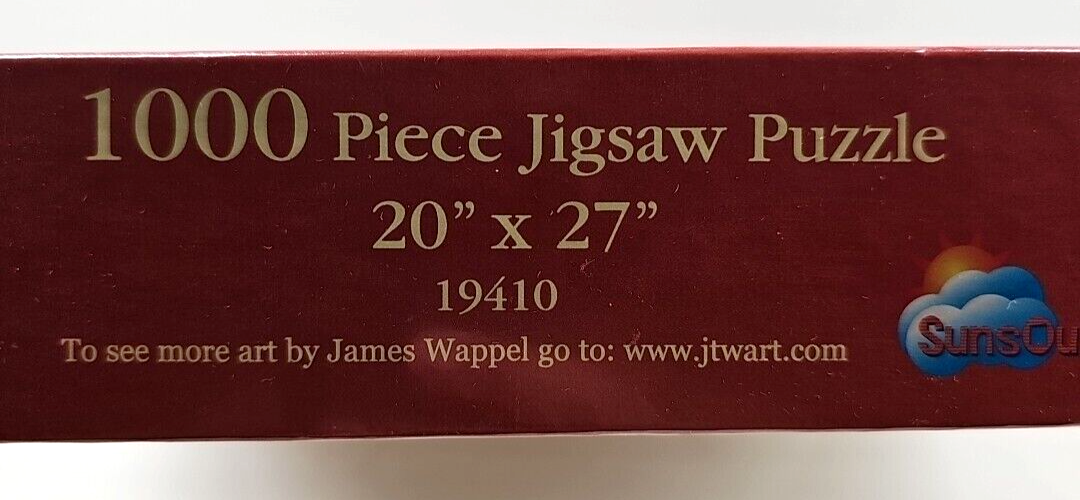 1000 Piece Jigsaw Puzzle
20” x 27”
19410
To see more art by James Wappel go to: www.jtwart.com
SunsOu